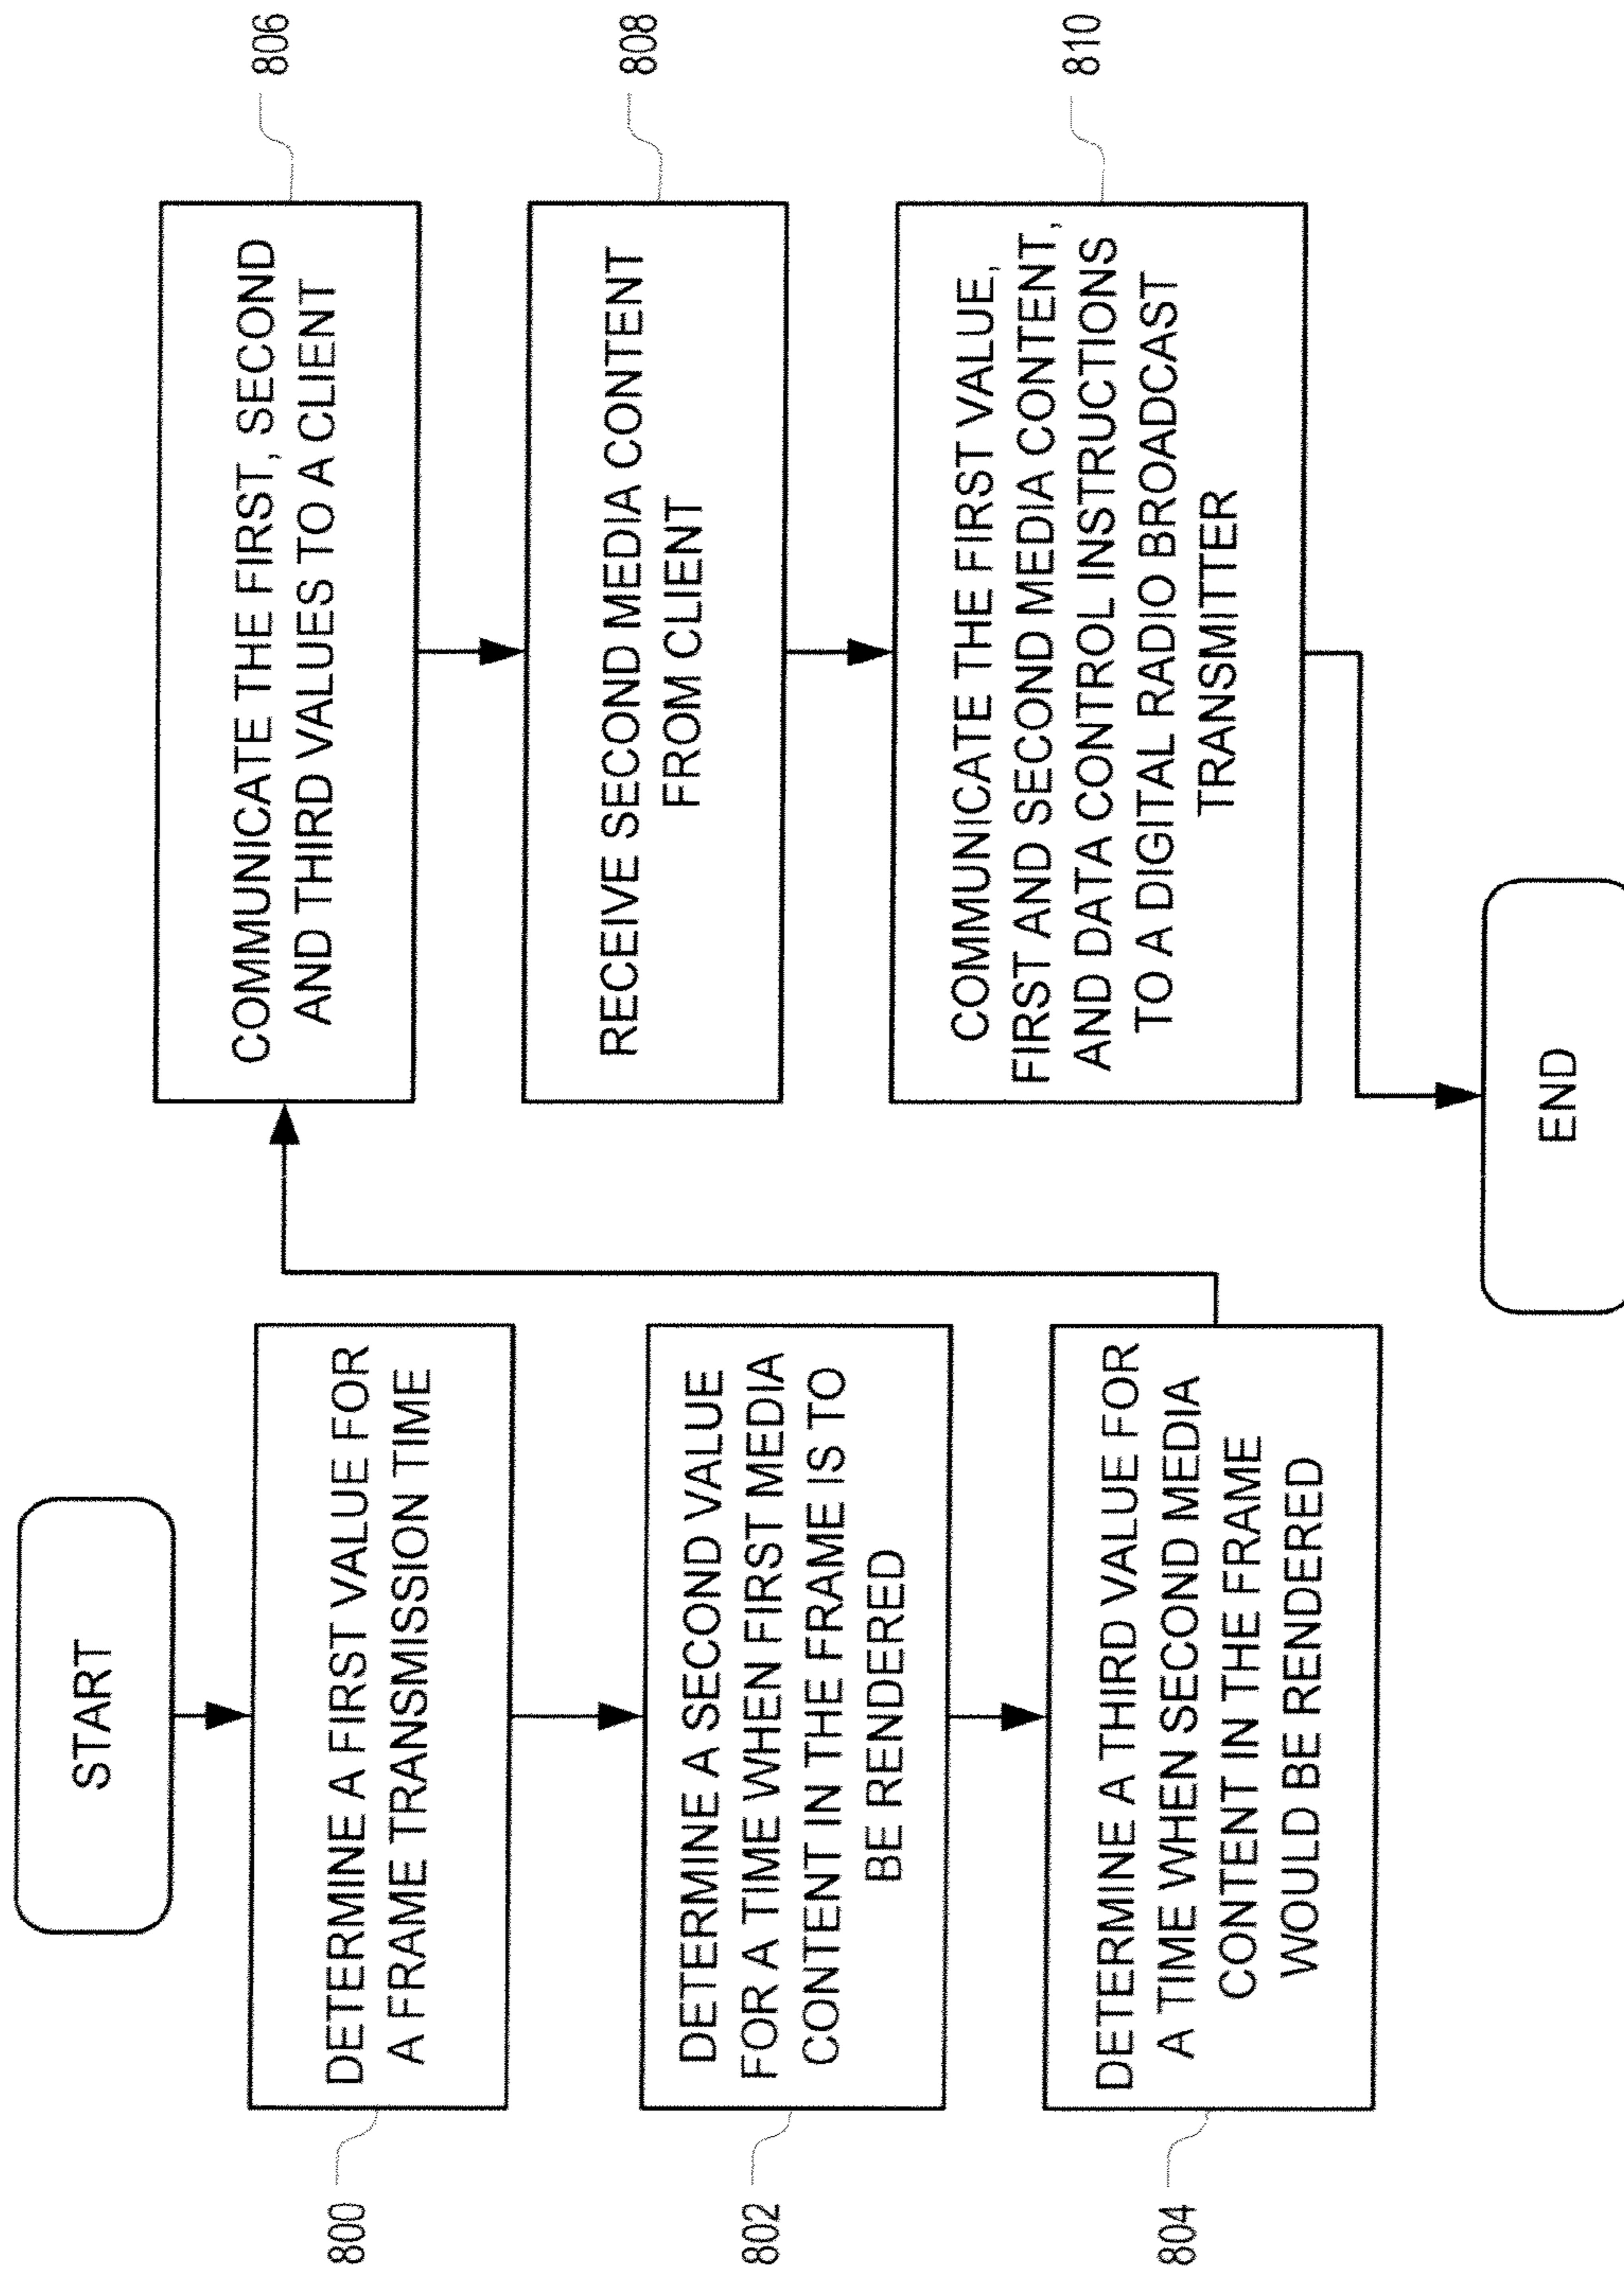 START
800
DETERMINE A FIRST VALUE FOR
A FRAME TRANSMISSION TIME
802
DETERMINE A SECOND VALUE
FOR A TIME WHEN FIRST MEDIA
CONTENT IN THE FRAME IS TO
BE RENDERED
804
DETERMINE A THIRD VALUE FOR
A TIME WHEN SECOND MEDIA
CONTENT IN THE FRAME
WOULD BE RENDERED
806
COMMUNICATE THE FIRST, SECOND
AND THIRD VALUES TO A CLIENT
808
RECEIVE SECOND MEDIA CONTENT
FROM CLIENT
810
COMMUNICATE THE FIRST VALUE,
FIRST AND SECOND MEDIA CONTENT,
AND DATA CONTROL INSTRUCTIONS
TO A DIGITAL RADIO BROADCAST
TRANSMITTER
END